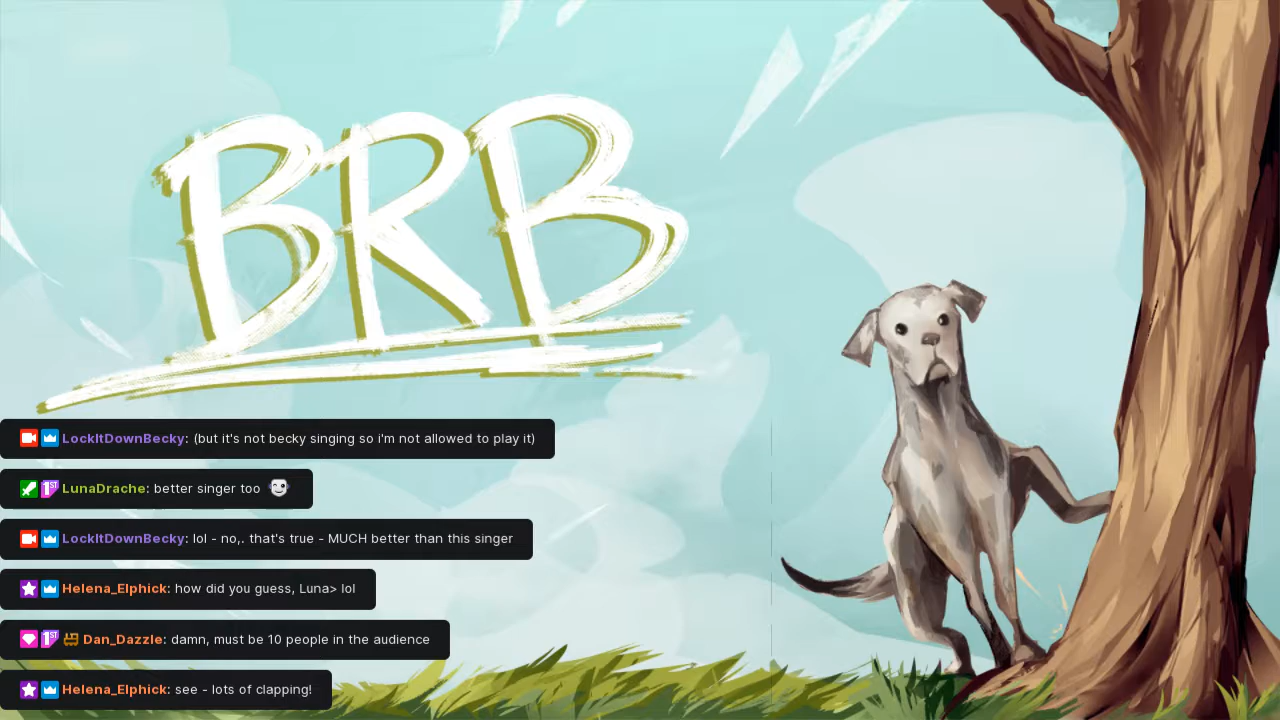 BRB
LockItDownBecky: (but it's not becky singing so i'm not allowed to play it)
1ST LunaDrache: better singer too
LockItDownBecky: lol - no,. that's true - MUCH better than this singer
Helena_Elphick: how did you guess, Luna> lol
1ST Dan_Dazzle: damn, must be 10 people in the audience
Helena_Elphick: see - lots of clapping!